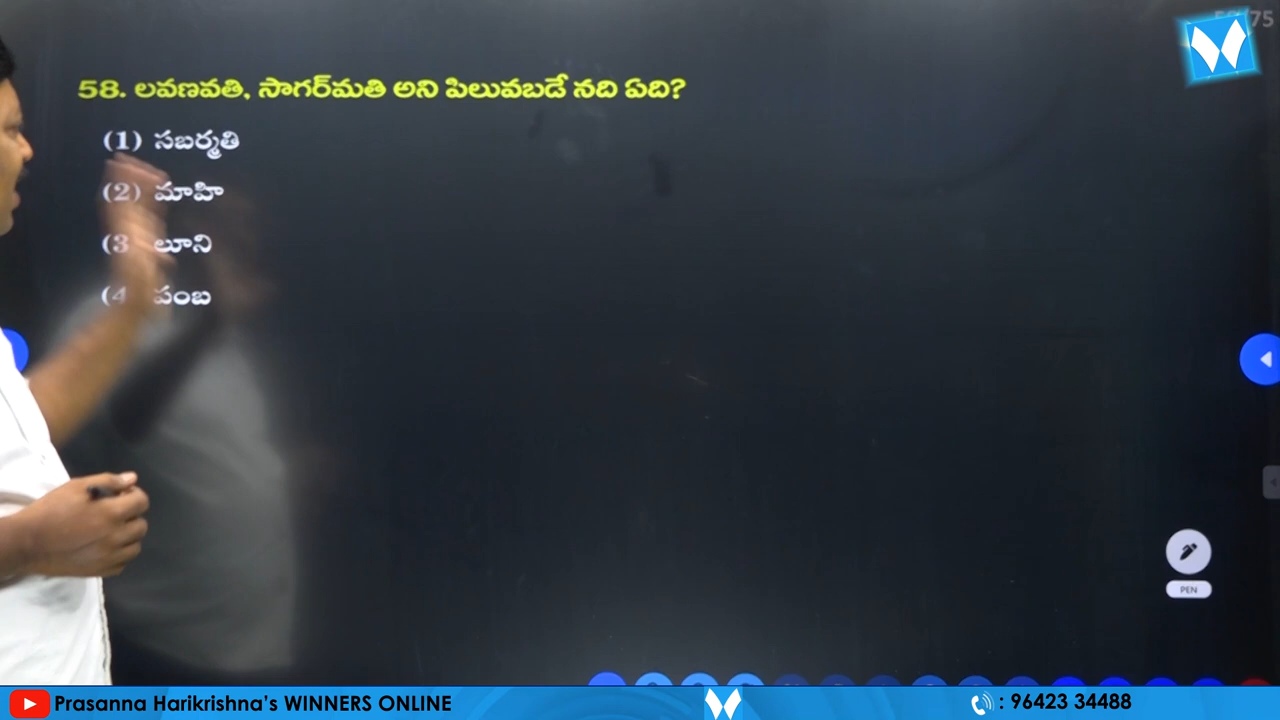 58. లవణవతి, సాగర్‌మతి అని పిలువబడే నది ఏది?
(1) సబర్మతి
(2) మాహి
(3 లూని
(4 పంబ
PEN
Prasanna Harikrishna's WINNERS ONLINE
: 96423 34488